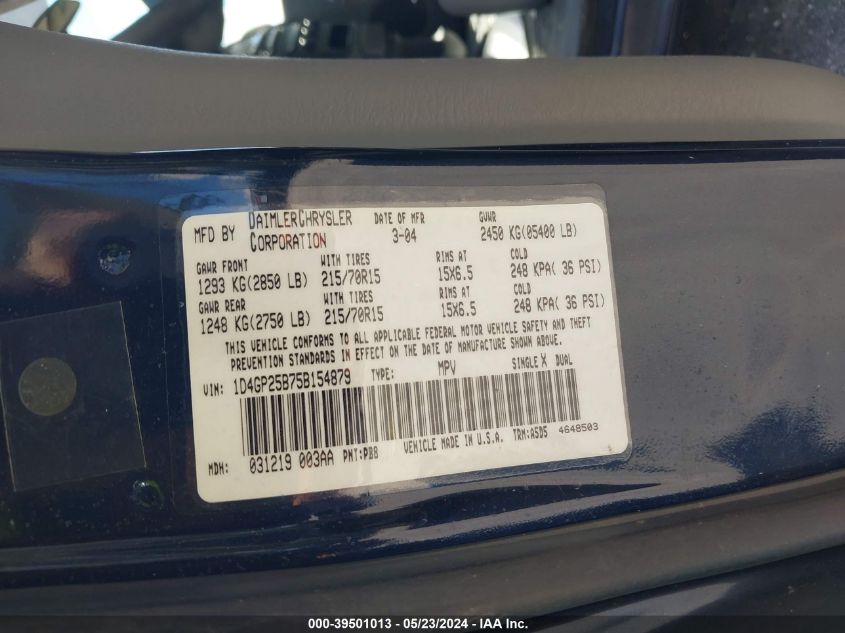 MFD BY DAIMLERCHRYSLER CORPORATION DATE OF MFR 3-04 GVWR 2450 KG(05400 LB)
GAWR FRONT WITH TIRES RIMS AT COLD
1293 KG(2850 LB) 215/70R15 15X6.5 248 KPA( 36 PSI)
GAWR REAR WITH TIRES RIMS AT COLD
1248 KG(2750 LB) 215/70R15 15X6.5 248 KPA( 36 PSI)
THIS VEHICLE CONFORMS TO ALL APPLICABLE FEDERAL MOTOR VEHICLE SAFETY AND THEFT
PREVENTION STANDARDS IN EFFECT ON THE DATE OF MANUFACTURE SHOWN ABOVE.
VIN: 1D4GP25B75B154879 TYPE: MPV SINGLE X DUAL
MDH: 031219 003AA PNT:PBB VEHICLE MADE IN U.S.A. TRM:A5D5 4648503
000-39501013 - 05/23/2024 - IAA Inc.